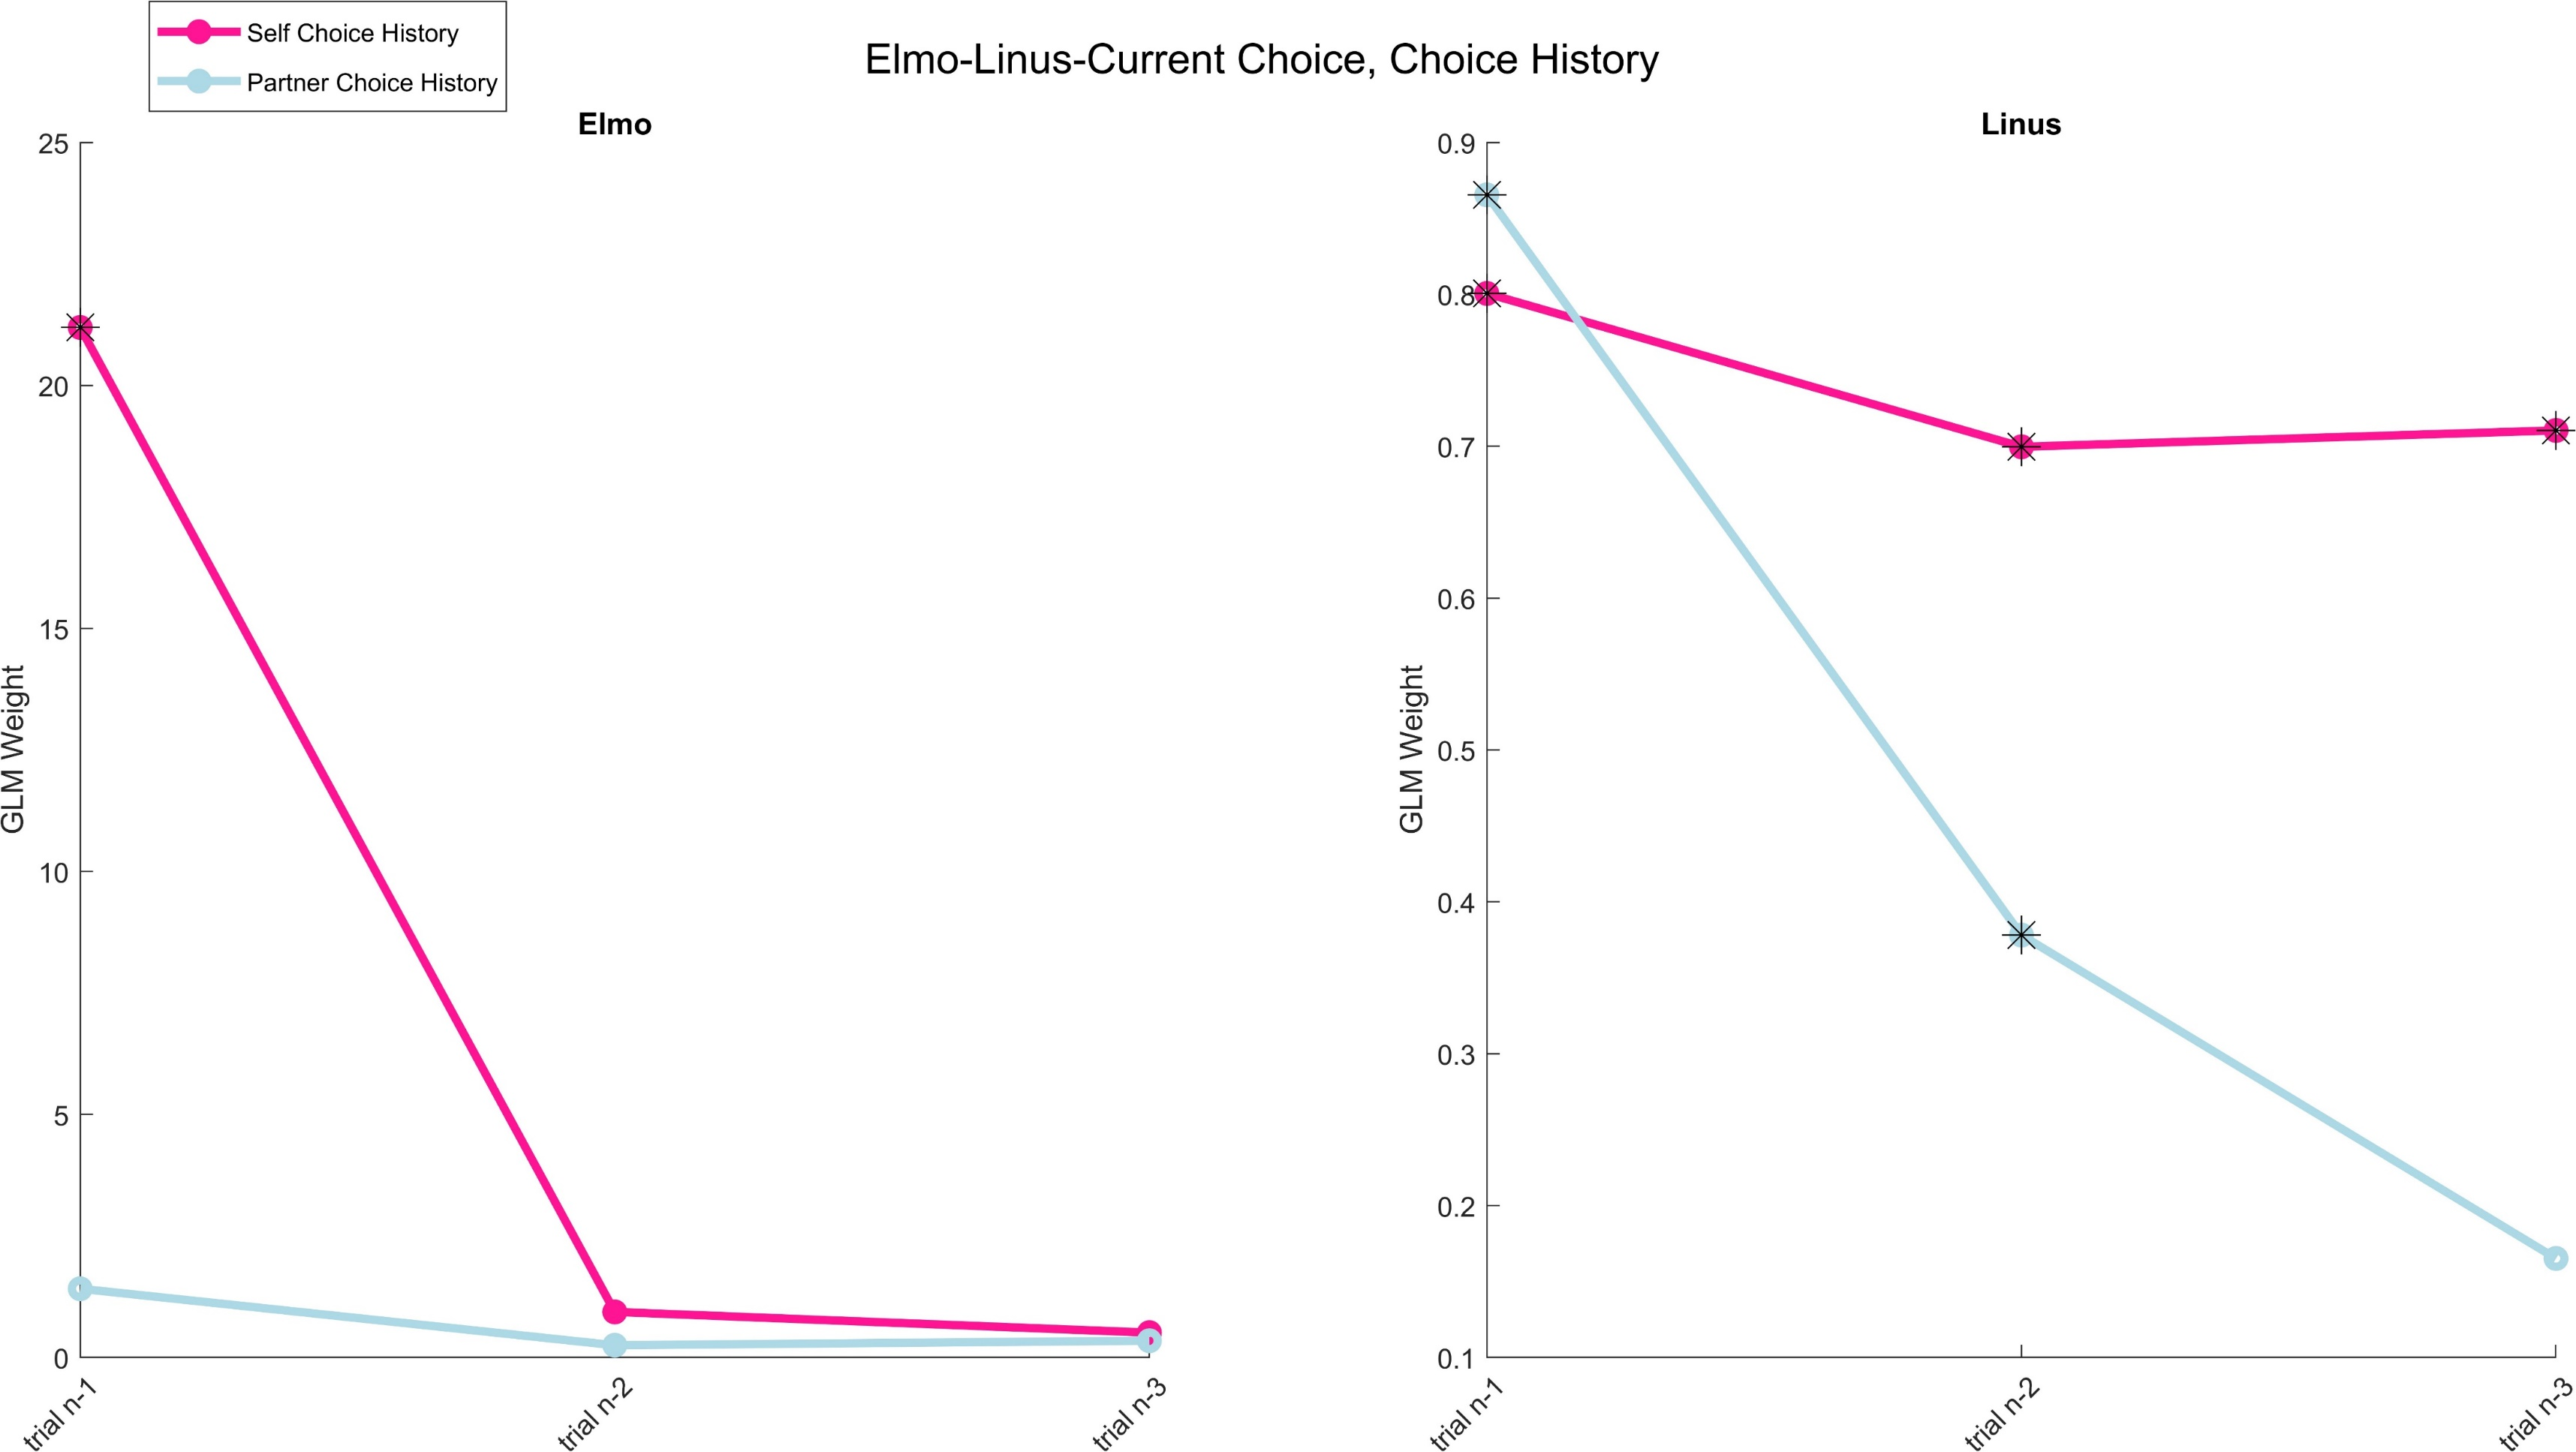 Self Choice History
Partner Choice History
Elmo-Linus-Current Choice, Choice History
Elmo
25
20
15
10
5
0
GLM Weight
trial n-1
trial n-2
trial n-3
Linus
0.9
0.8
0.7
0.6
0.5
0.4
0.3
0.2
0.1
GLM Weight
trial n-1
trial n-2
trial n-3